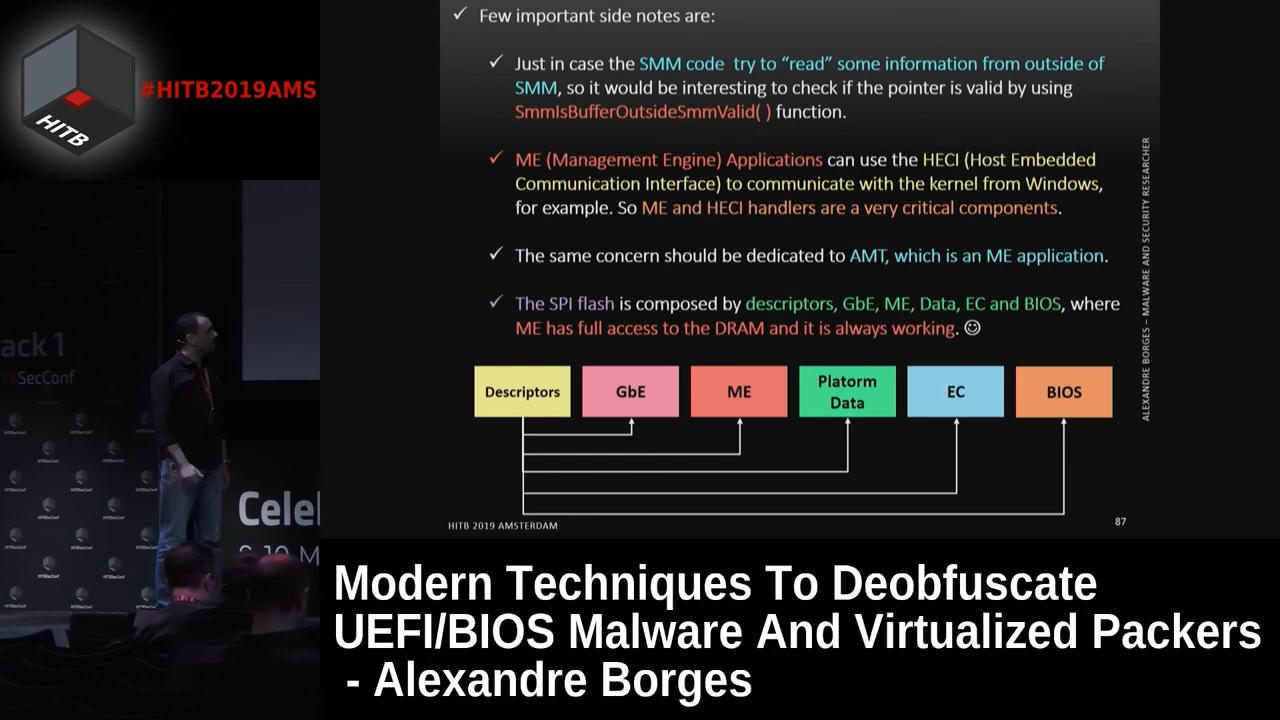 HITB
#HITB2019AMS
ack 1
SecConf
Cele
Few important side notes are:
Just in case the SMM code try to “read” some information from outside of
SMM, so it would be interesting to check if the pointer is valid by using
SmmIsBufferOutsideSmmValid( ) function.
ME (Management Engine) Applications can use the HECI (Host Embedded
Communication Interface) to communicate with the kernel from Windows,
for example. So ME and HECI handlers are a very critical components.
The same concern should be dedicated to AMT, which is an ME application.
The SPI flash is composed by descriptors, GbE, ME, Data, EC and BIOS, where
ME has full access to the DRAM and it is always working. ☺
Descriptors
GbE
ME
Platorm
Data
EC
BIOS
ALEXANDRE BORGES – MALWARE AND SECURITY RESEARCHER
HITB 2019 AMSTERDAM
87
Modern Techniques To Deobfuscate
UEFI/BIOS Malware And Virtualized Packers
- Alexandre Borges